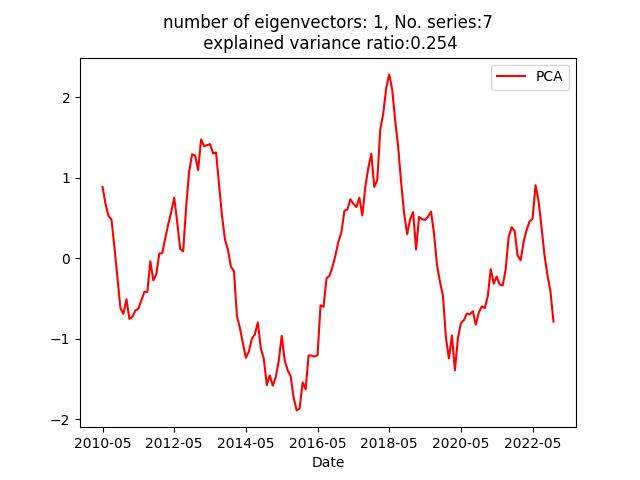 number of eigenvectors: 1, No. series:7
explained variance ratio:0.254
PCA
2
1
0
−1
−2
2010-05 2012-05 2014-05 2016-05 2018-05 2020-05 2022-05
Date